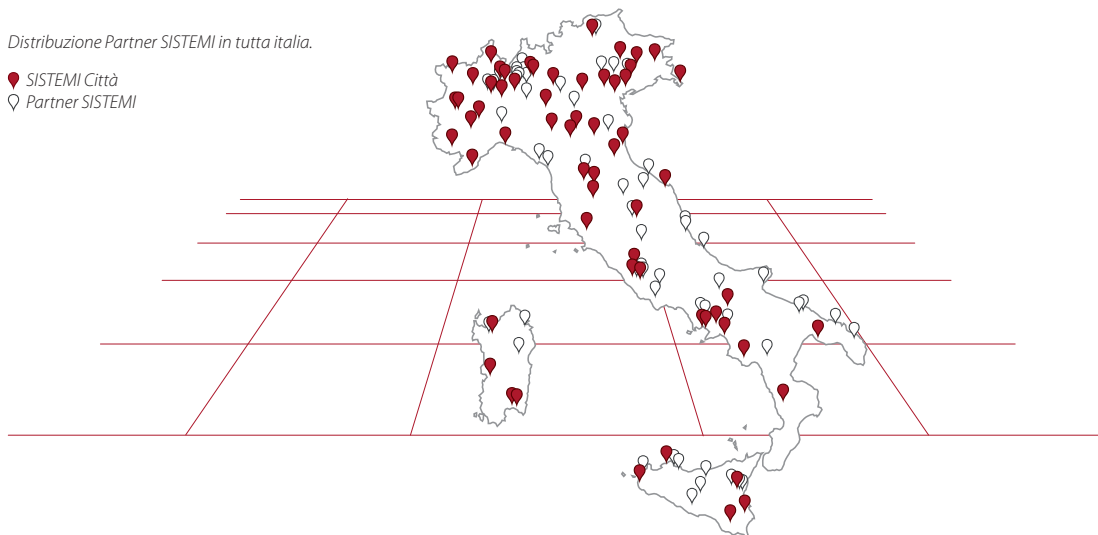 Distribuzione Partner SISTEMI in tutta italia.
SISTEMI Città
Partner SISTEMI